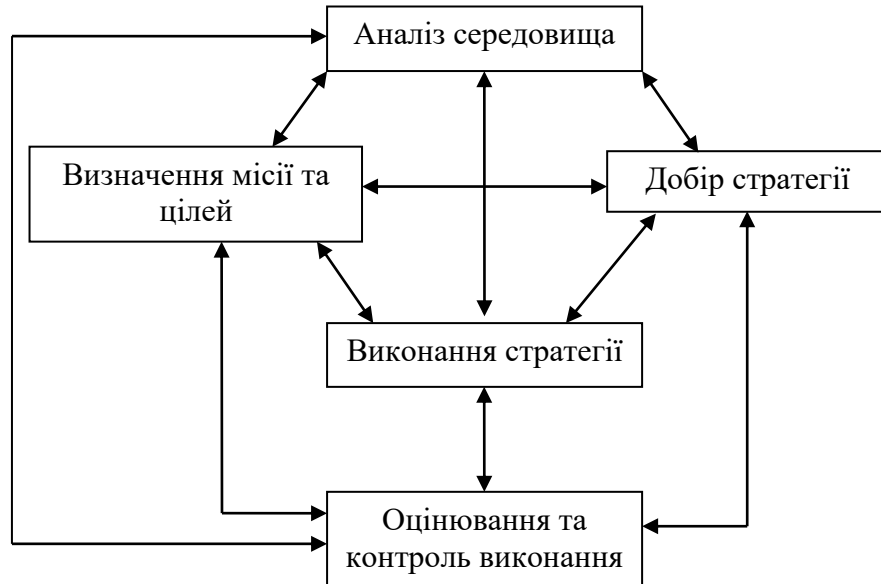 Аналіз середовища
Визначення місії та
цілей
Добір стратегії
Виконання стратегії
Оцінювання та
контроль виконання